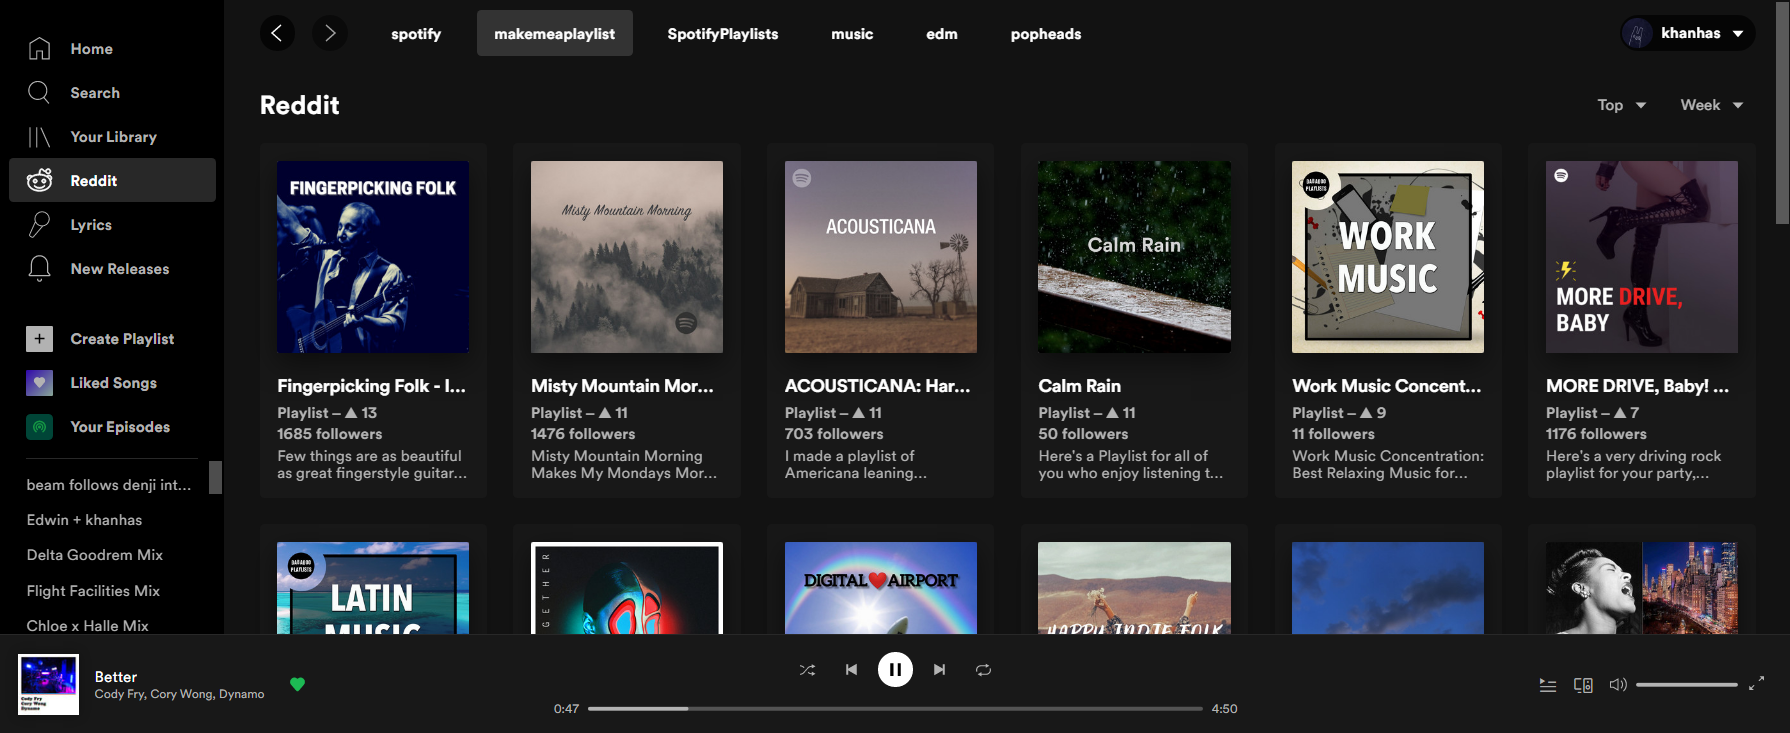 Home
Search
Your Library
Reddit
Lyrics
New Releases
Create Playlist
Liked Songs
Your Episodes
beam follows denji int...
Edwin + khanhas
Delta Goodrem Mix
Flight Facilities Mix
Chloe x Halle Mix
spotify makemeaplaylist SpotifyPlaylists music edm popheads
khanhas
Reddit
Top Week
FINGERPICKING FOLK
Fingerpicking Folk - I...
Playlist – ▲ 13
1685 followers
Few things are as beautiful
as great fingerstyle guitar...
Misty Mountain Morning
Misty Mountain Mor...
Playlist – ▲ 11
1476 followers
Misty Mountain Morning
Makes My Mondays Mor...
ACOUSTICANA
ACOUSTICANA: Har...
Playlist – ▲ 11
703 followers
I made a playlist of
Americana leaning...
Calm Rain
Calm Rain
Playlist – ▲ 11
50 followers
Here's a Playlist for all of
you who enjoy listening t...
PLAYLISTS
WORK
MUSIC
Work Music Concent...
Playlist – ▲ 9
11 followers
Work Music Concentration:
Best Relaxing Music for...
MORE DRIVE,
BABY
MORE DRIVE, Baby! ...
Playlist – ▲ 7
1176 followers
Here's a very driving rock
playlist for your party,...
PLAYLISTS
LATIN
MUSIC
GETHER
DIGITAL❤️AIRPORT
HAPPY INDIE FOLK
Cody Fry
Cory Wong
Dynamo
Better
Cody Fry, Cory Wong, Dynamo
0:47 4:50